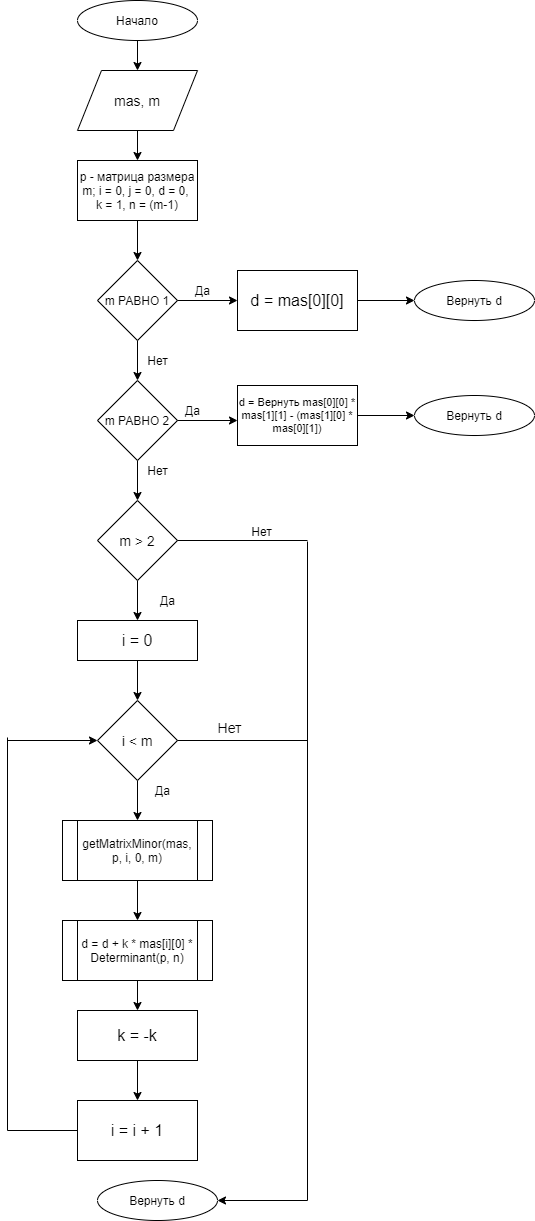 Начало
mas, m
p - матрица размера
m; i = 0, j = 0, d = 0,
k = 1, n = (m-1)
m РАВНО 1
Да
d = mas[0][0]
Вернуть d
Нет
m РАВНО 2
Да
d = Вернуть mas[0][0] *
mas[1][1] - (mas[1][0] *
mas[0][1])
Вернуть d
Нет
m > 2
Нет
Да
i = 0
i < m
Нет
Да
getMatrixMinor(mas,
p, i, 0, m)
d = d + k * mas[i][0] *
Determinant(p, n)
k = -k
i = i + 1
Вернуть d